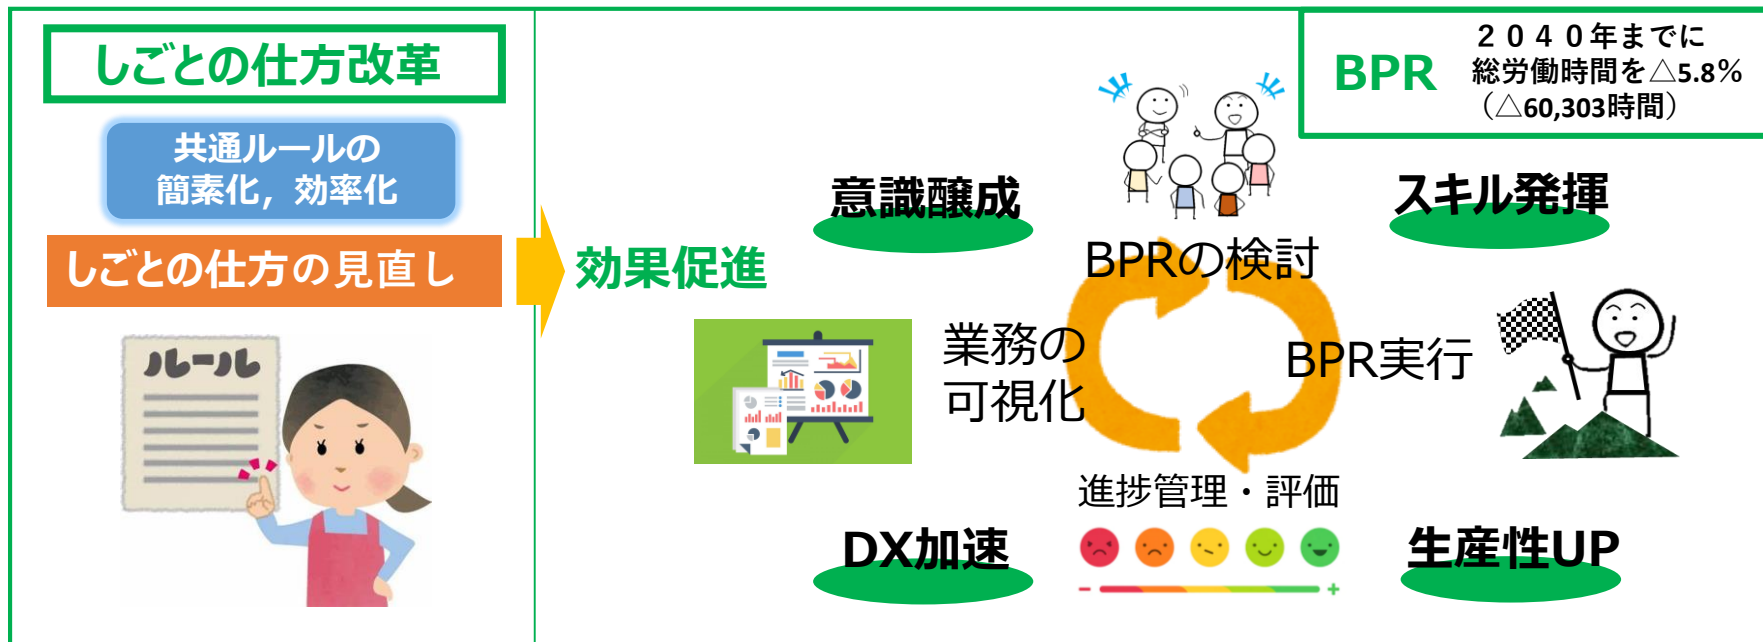 しごとの仕方改革
共通ルールの
簡素化，効率化
しごとの仕方の見直し
ルール
効果促進
BPR
２０４０年までに
総労働時間を△5.8％
（△60,303時間）
意識醸成
スキル発揮
BPRの検討
業務の
可視化
BPR実行
進捗管理・評価
DX加速
生産性UP
- +